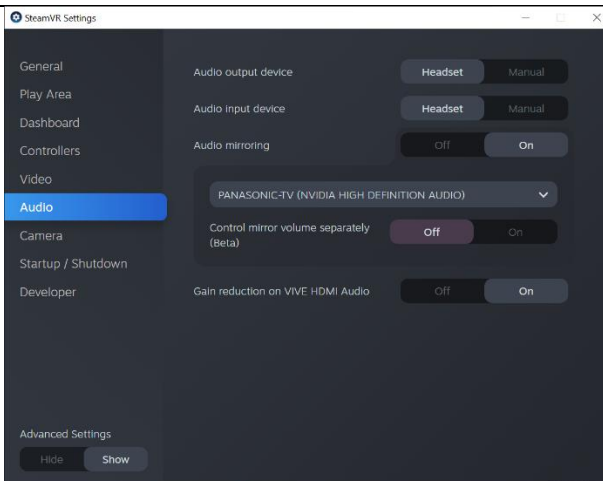 SteamVR Settings
General
Play Area
Dashboard
Controllers
Video
Audio
Camera
Startup / Shutdown
Developer
Advanced Settings
Hide Show
Audio output device Headset Manual
Audio input device Headset Manual
Audio mirroring Off On
PANASONIC-TV (NVIDIA HIGH DEFINITION AUDIO)
Control mirror volume separately Off On
(Beta)
Gain reduction on VIVE HDMI Audio Off On